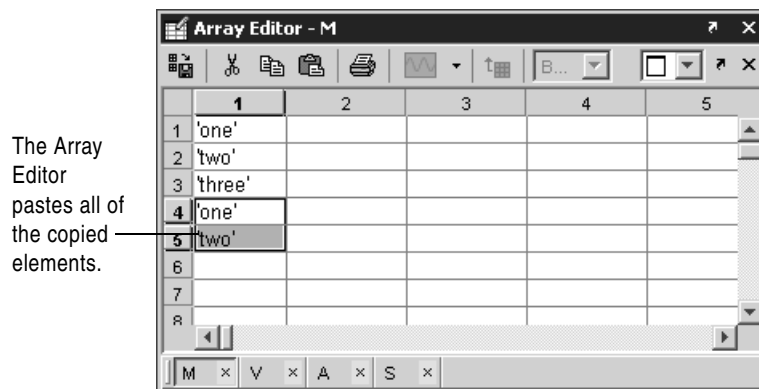 Array Editor - M
B...
1 2 3 4 5
1 'one'
2 'two'
3 'three'
4 'one'
5 'two'
6
7
8
The Array
Editor
pastes all of
the copied
elements.
M V A S